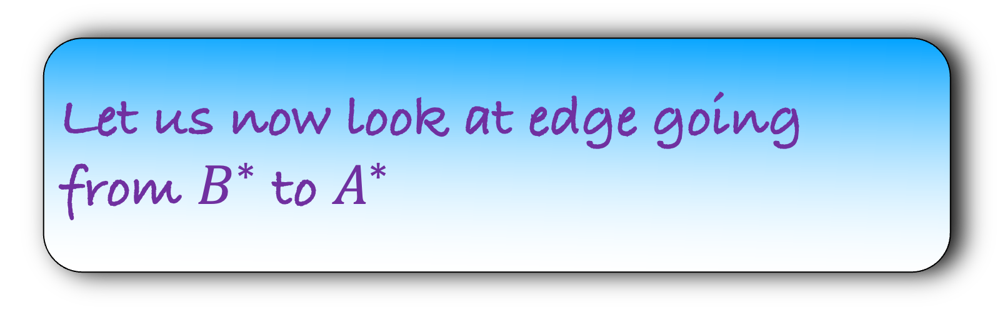 Let us now look at edge going
from $B^*$ to $A^*$